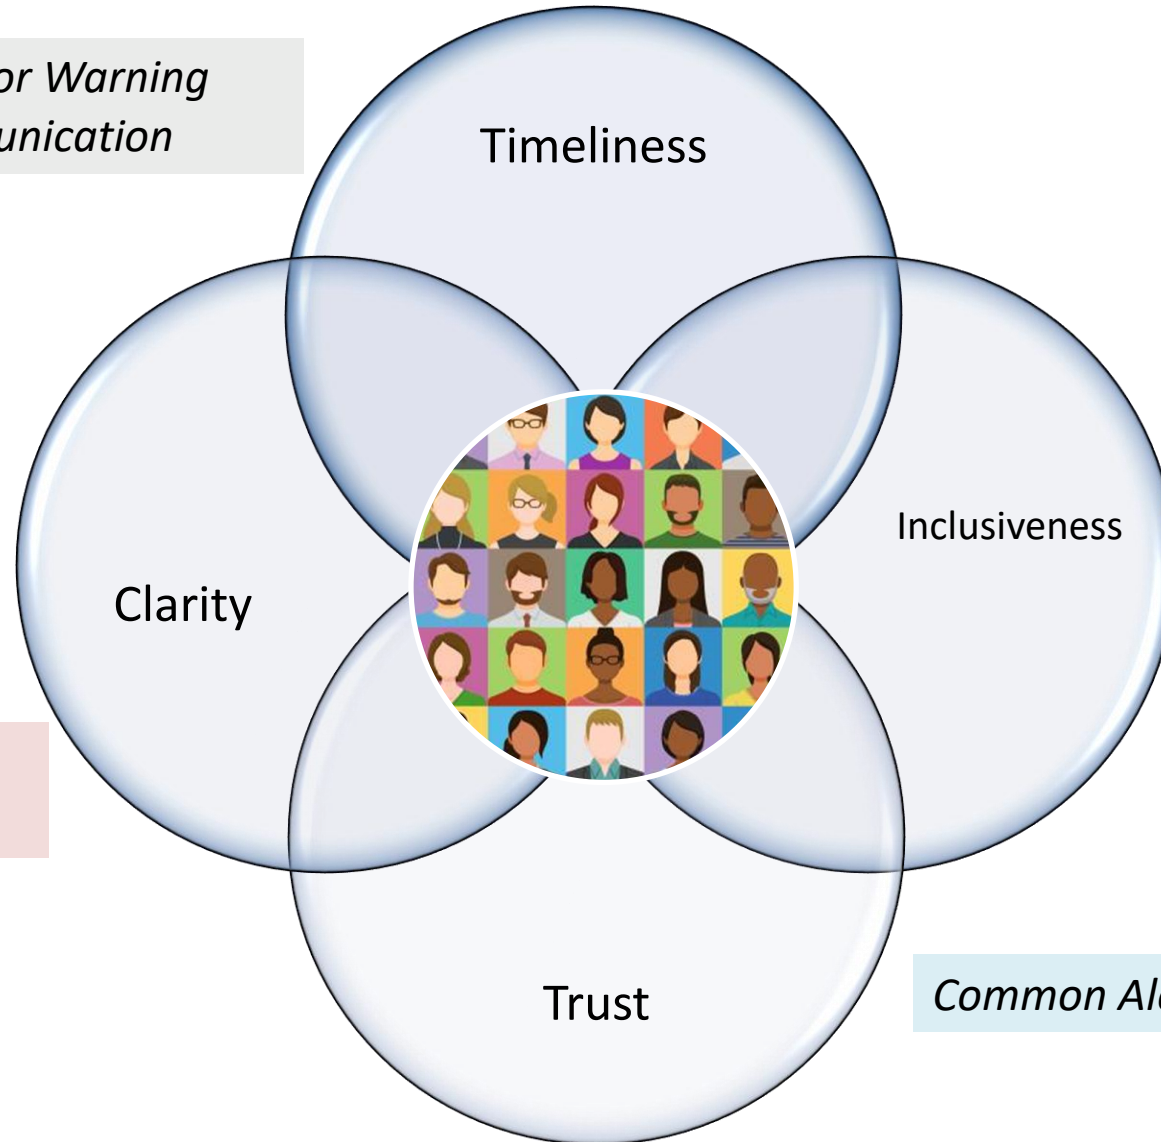 or Warning
unication
Timeliness
Inclusiveness
Clarity
Trust
Common Al